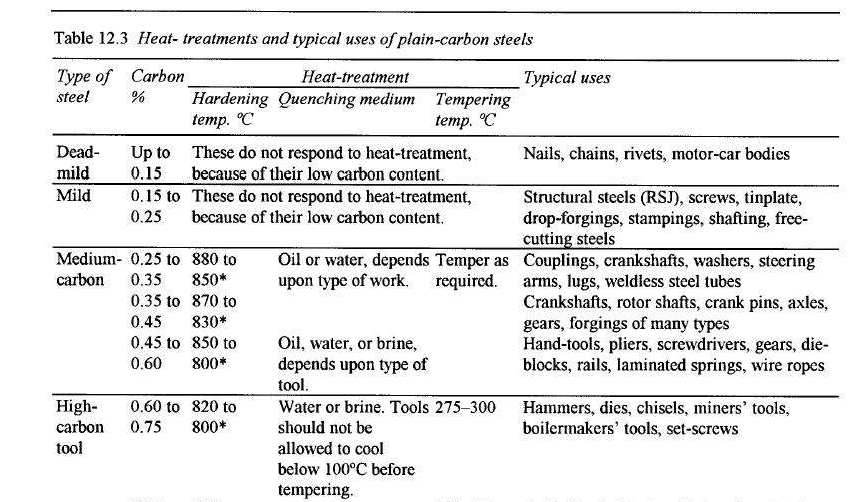 Table 12.3 Heat- treatments and typical uses of plain-carbon steels
Type of Carbon Heat-treatment Typical uses
steel % Hardening Quenching medium Tempering
temp. °C temp. °C
Dead- Up to These do not respond to heat-treatment, Nails, chains, rivets, motor-car bodies
mild 0.15 because of their low carbon content.
Mild 0.15 to These do not respond to heat-treatment, Structural steels (RSJ), screws, tinplate,
0.25 because of their low carbon content. drop-forgings, stampings, shafting, free-
cutting steels
Medium- 0.25 to 880 to Oil or water, depends Temper as Couplings, crankshafts, washers, steering
carbon 0.35 850* upon type of work. required. arms, lugs, weldless steel tubes
0.35 to 870 to Crankshafts, rotor shafts, crank pins, axles,
0.45 830* gears, forgings of many types
0.45 to 850 to Oil, water, or brine, Hand-tools, pliers, screwdrivers, gears, die-
0.60 800* depends upon type of blocks, rails, laminated springs, wire ropes
tool.
High- 0.60 to 820 to Water or brine. Tools 275–300 Hammers, dies, chisels, miners' tools,
carbon 0.75 800* should not be boilermakers' tools, set-screws
tool allowed to cool
below 100°C before
tempering.